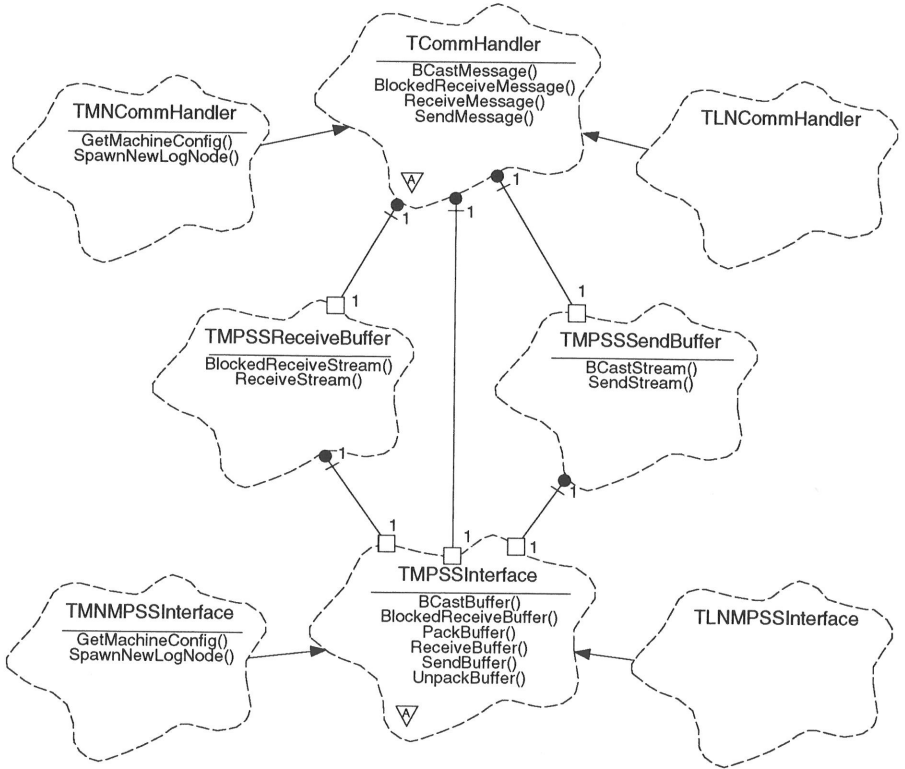 TCommHandler
BCastMessage()
BlockedReceiveMessage()
ReceiveMessage()
SendMessage()
A
TMNCommHandler
GetMachineConfig()
SpawnNewLogNode()
TLNCommHandler
1
1
1
1
1
TMPSSReceiveBuffer
BlockedReceiveStream()
ReceiveStream()
TMPSSSendBuffer
BCastStream()
SendStream()
1
1
1
1
1
TMPSSInterface
BCastBuffer()
BlockedReceiveBuffer()
PackBuffer()
ReceiveBuffer()
SendBuffer()
UnpackBuffer()
A
TMNMPSSInterface
GetMachineConfig()
SpawnNewLogNode()
TLNMPSSInterface